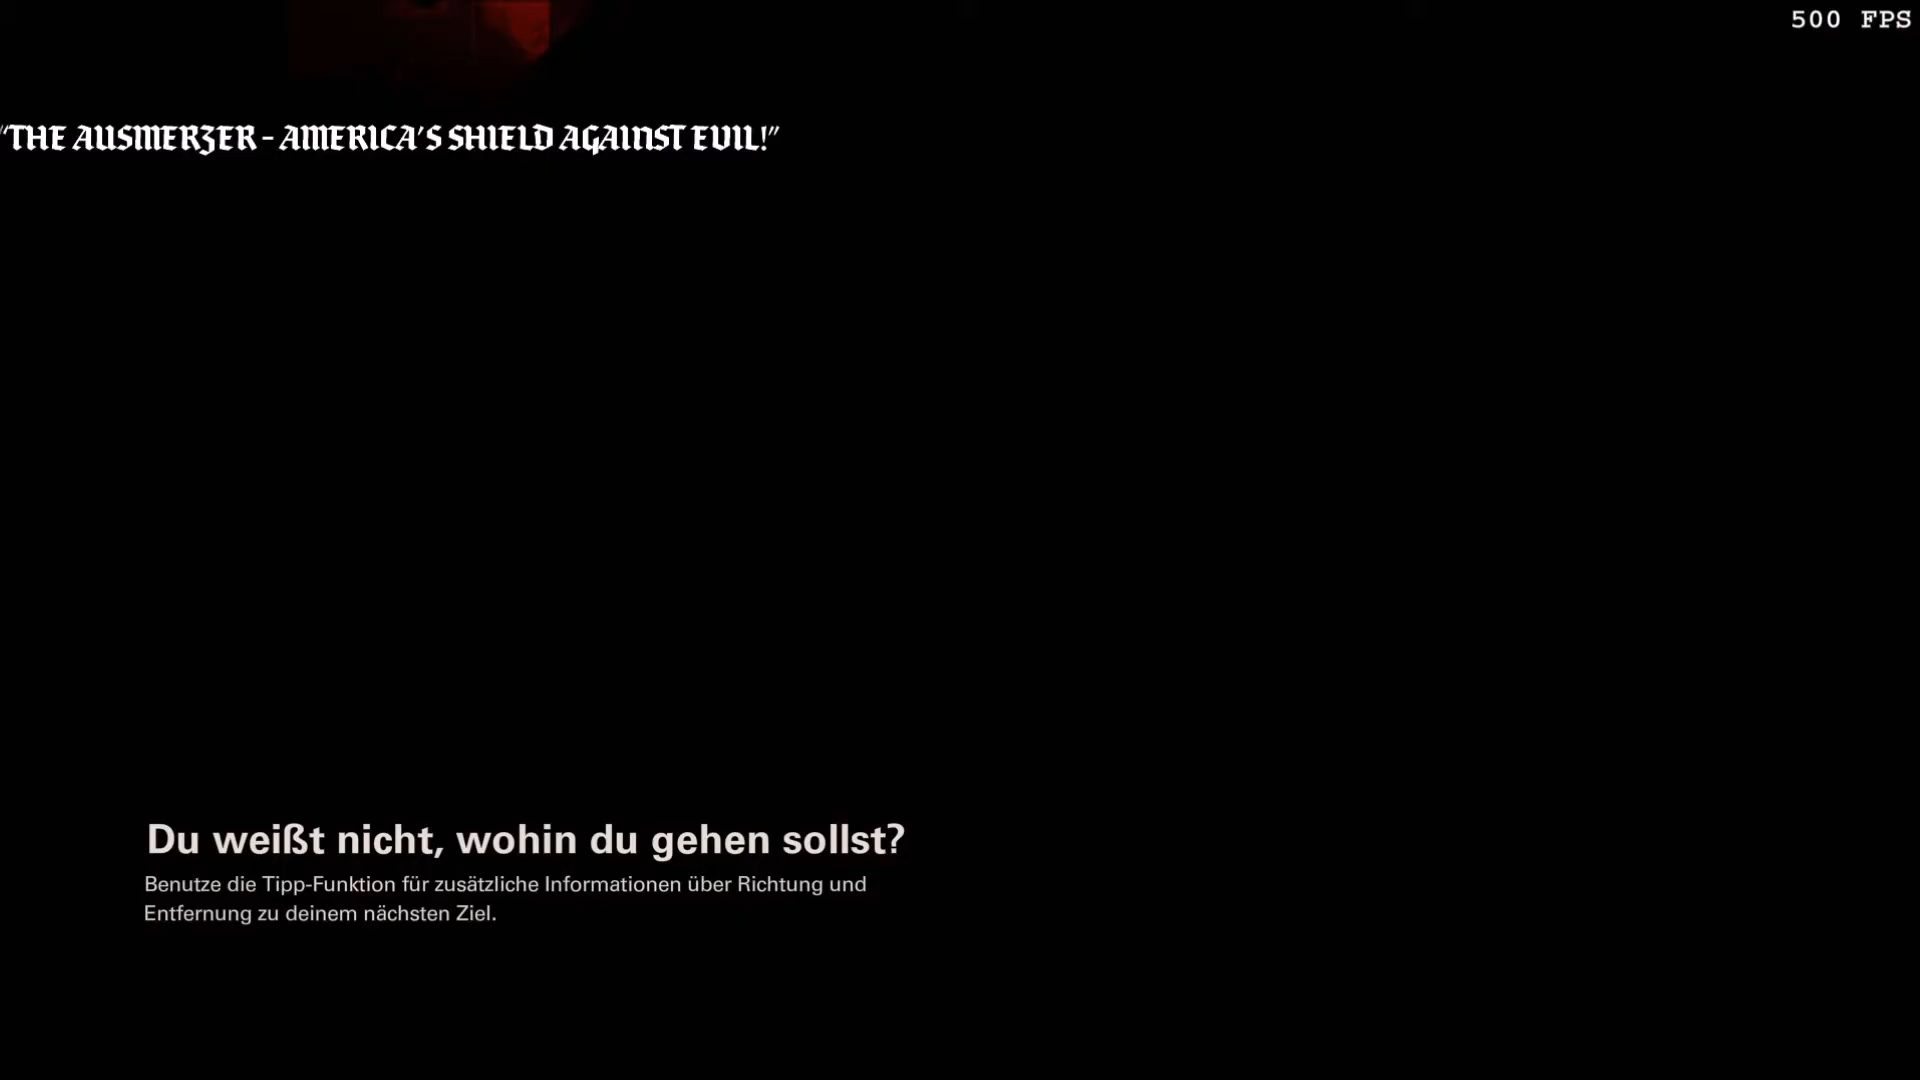 500 FPS
“THE AUSMERZER – AMERICA’S SHIELD AGAINST EVIL!”
Du weißt nicht, wohin du gehen sollst?
Benutze die Tipp-Funktion für zusätzliche Informationen über Richtung und
Entfernung zu deinem nächsten Ziel.